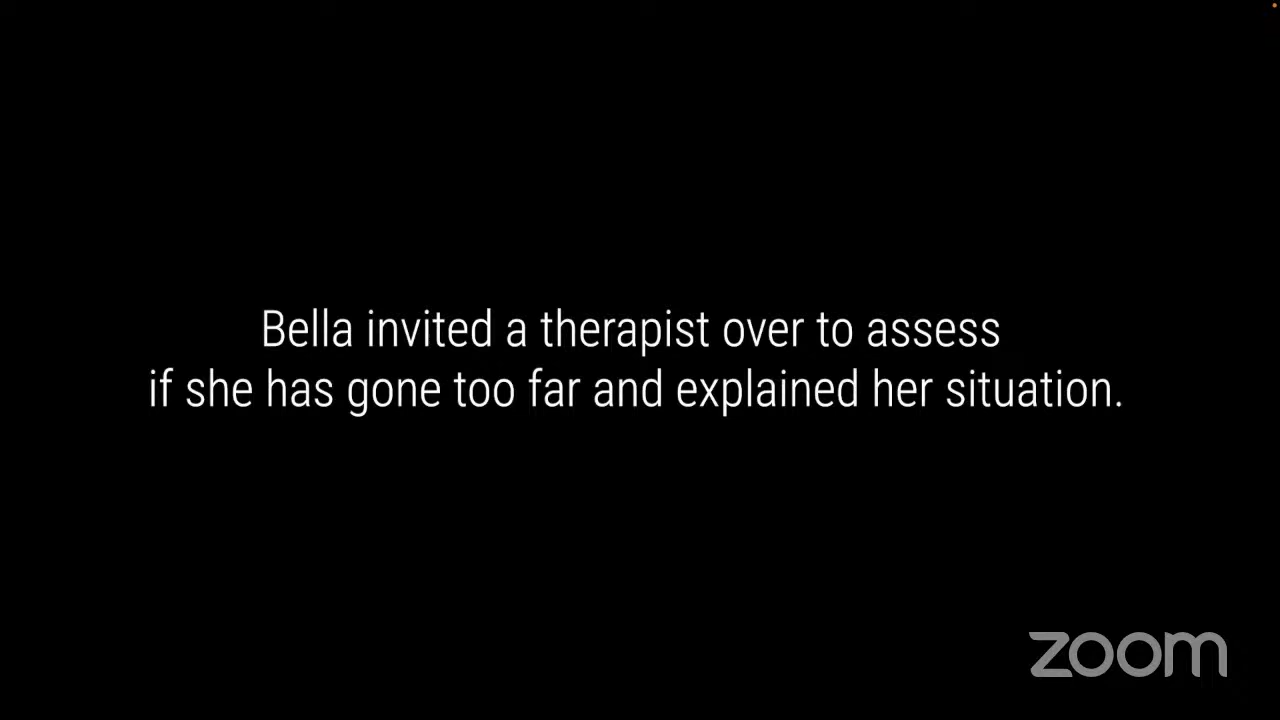 Bella invited a therapist over to assess
if she has gone too far and explained her situation.
zoom